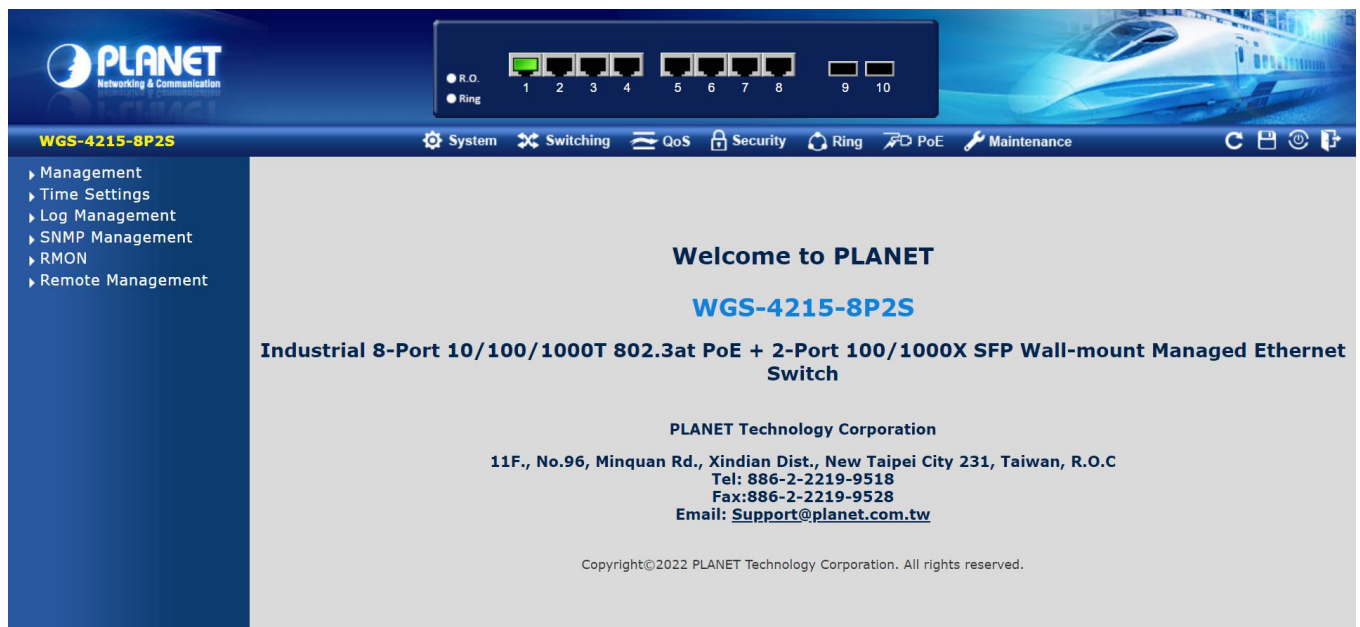 PLANET
Networking & Communication
R.O.
Ring
1 2 3 4 5 6 7 8 9 10
WGS-4215-8P2S
System Switching QoS Security Ring PoE Maintenance
Management
Time Settings
Log Management
SNMP Management
RMON
Remote Management
Welcome to PLANET
WGS-4215-8P2S
Industrial 8-Port 10/100/1000T 802.3at PoE + 2-Port 100/1000X SFP Wall-mount Managed Ethernet
Switch
PLANET Technology Corporation
11F., No.96, Minquan Rd., Xindian Dist., New Taipei City 231, Taiwan, R.O.C
Tel: 886-2-2219-9518
Fax:886-2-2219-9528
Email: Support@planet.com.tw
Copyright©2022 PLANET Technology Corporation. All rights reserved.